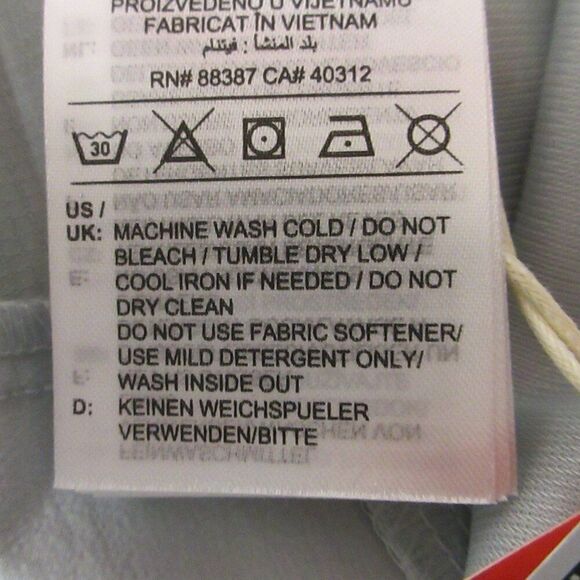 PROIZVEDENO U VIJETNAMU
FABRICAT ÎN VIETNAM
بلد المنشأ : فيتنام
RN# 88387 CA# 40312
30
US /
UK: MACHINE WASH COLD / DO NOT
BLEACH / TUMBLE DRY LOW /
COOL IRON IF NEEDED / DO NOT
DRY CLEAN
DO NOT USE FABRIC SOFTENER/
USE MILD DETERGENT ONLY/
WASH INSIDE OUT
D: KEINEN WEICHSPUELER
VERWENDEN/BITTE